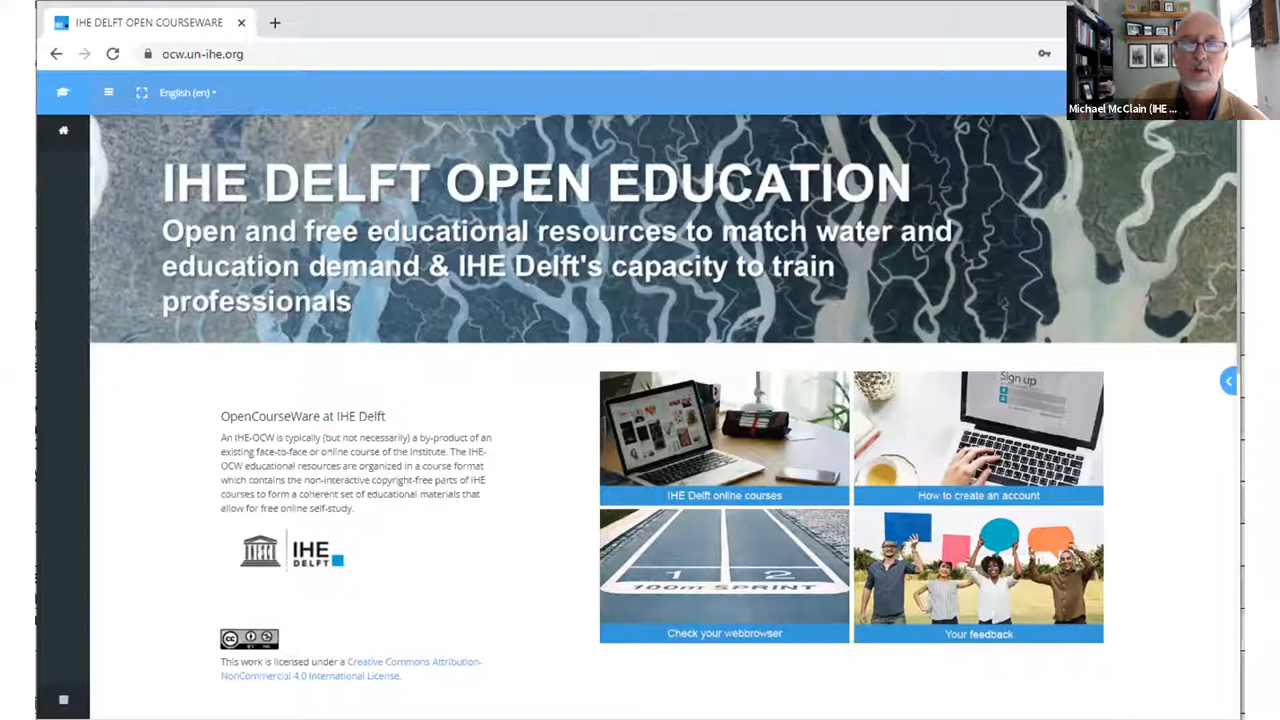 IHE DELFT OPEN COURSEWARE
ocw.un-ihe.org
Michael McClain (IHE ...
English (en)
IHE DELFT OPEN EDUCATION
Open and free educational resources to match water and
education demand & IHE Delft's capacity to train
professionals
OpenCourseWare at IHE Delft
An IHE-OCW is typically (but not necessarily) a by-product of an
existing face-to-face or online course of the Institute. The IHE-
OCW educational resources are organized in a course format
which contains the non-interactive copyright-free parts of IHE
courses to form a coherent set of educational materials that
allow for free online self-study.
IHE
DELFT
Sign up
IHE Delft online courses
How to create an account
1 2
100m SPRINT
Check your webbrowser
Your feedback
cc
This work is licensed under a Creative Commons Attribution-
NonCommercial 4.0 International License.